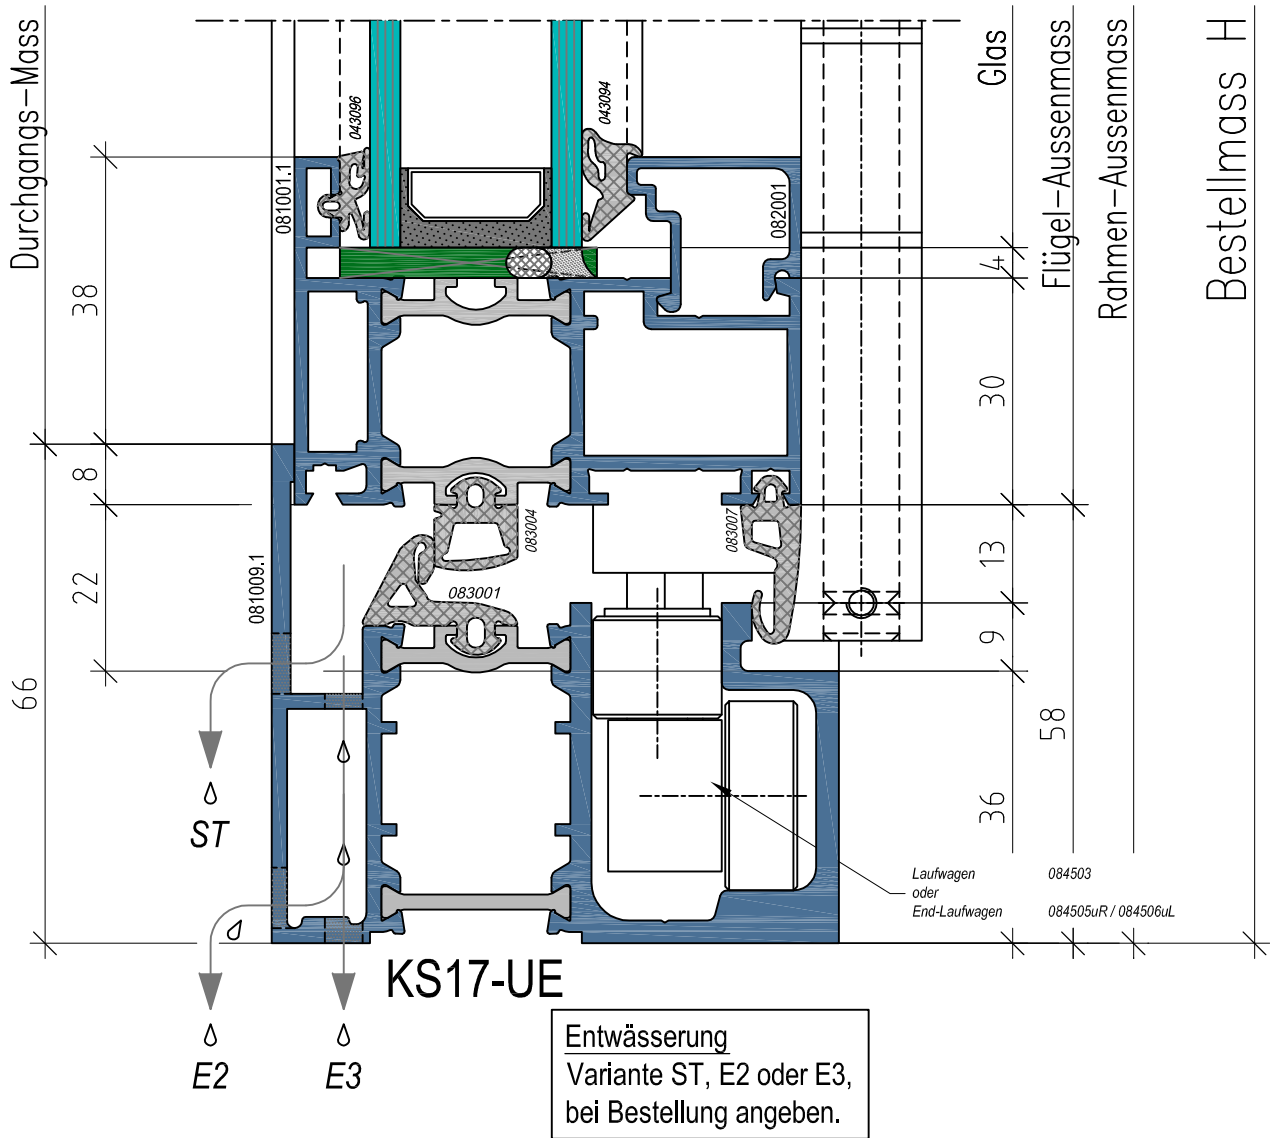 Durchgangs-Mass
Glas
Flügel-Aussenmass
Rahmen-Aussenmass
Bestellmass H
043096
043094
081001.1
082001
38
4
30
8
083004
083007
13
22
081009.1
083001
9
66
58
36
ST
Laufwagen 084503
oder
End-Laufwagen 084505uR / 084506uL
KS17-UE
E2
E3
Entwässerung
Variante ST, E2 oder E3,
bei Bestellung angeben.